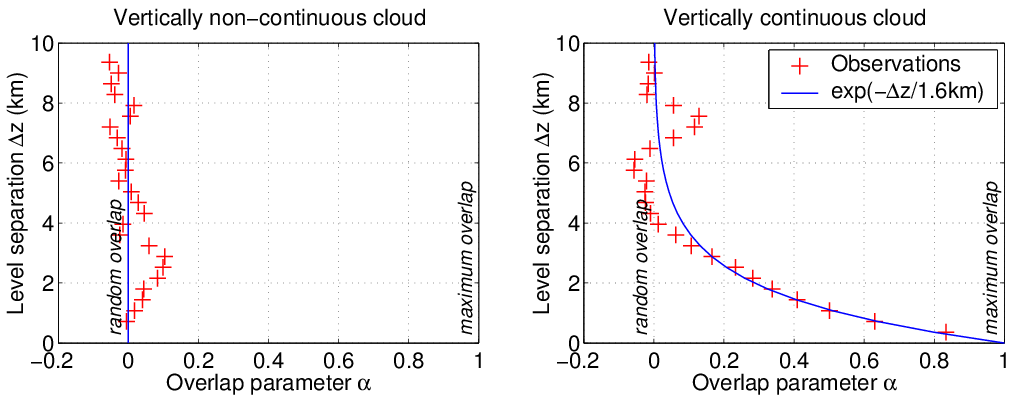 Vertically non−continuous cloud
10
8
6
4
2
0
Level separation Δz (km)
random overlap
maximum overlap
−0.2 0 0.2 0.4 0.6 0.8 1
Overlap parameter α
Vertically continuous cloud
Observations
exp(−Δz/1.6km)
10
8
6
4
2
0
Level separation Δz (km)
random overlap
maximum overlap
−0.2 0 0.2 0.4 0.6 0.8 1
Overlap parameter α